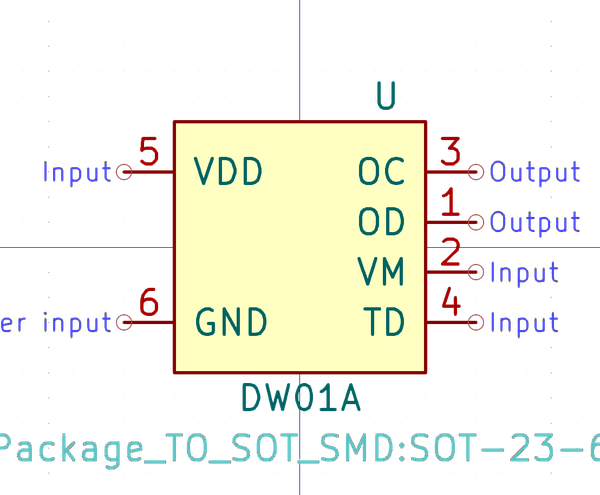 U
Input 5 VDD OC 3 Output
OD 1 Output
VM 2 Input
er input 6 GND TD 4 Input
DW01A
Package_TO_SOT_SMD:SOT-23-6